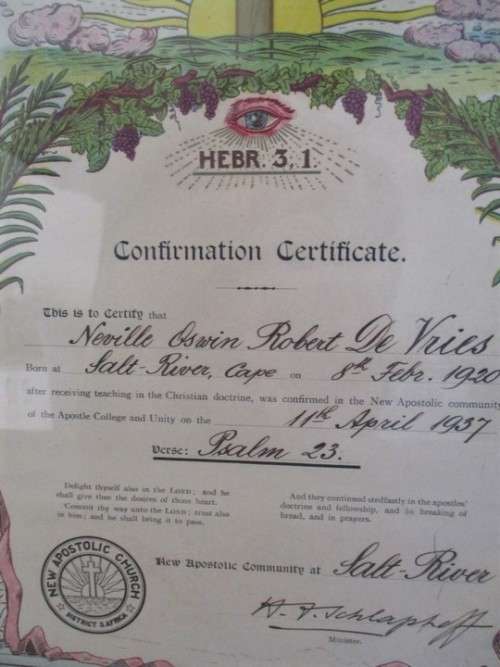 HEBR. 3. 1.
Confirmation Certificate.
This is to Certify that
Neville Oswin Robert De Vries
Born at Salt-River, Cape on 8th Febr. 1920
after receiving teaching in the Christian doctrine, was confirmed in the New Apostolic community
of the Apostle College and Unity on the 11th April 1937
Verse: Psalm 23.
Delight thyself also in the LORD; and he
shall give thee the desires of thine heart.
Commit thy way unto the LORD; trust also
in him; and he shall bring it to pass.
And they continued stedfastly in the apostles'
doctrine and fellowship, and in breaking of
bread, and in prayers.
New Apostolic Community at Salt-River
NEW APOSTOLIC CHURCH
DISTRICT S. AFRICA
H. F. Schlaphoff
Minister.